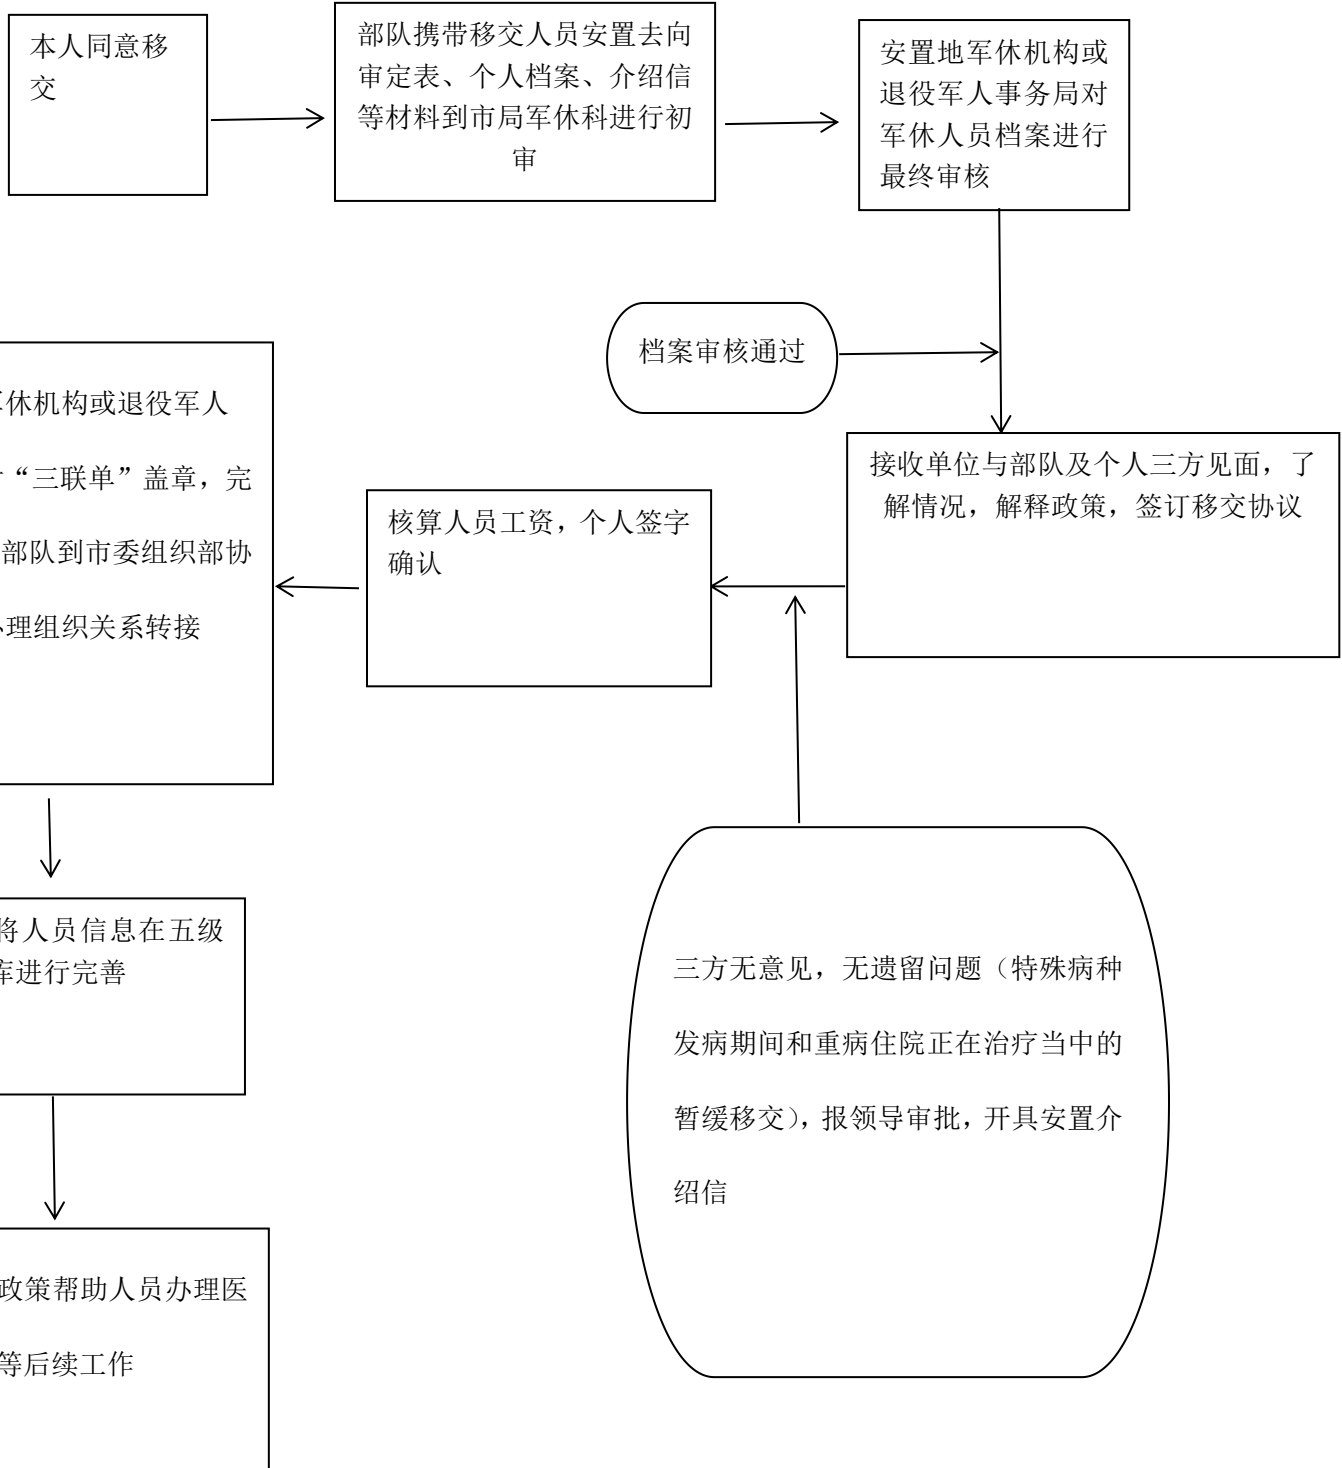 本人同意移
交
部队携带移交人员安置去向
审定表、个人档案、介绍信
等材料到市局军休科进行初
审
安置地军休机构或
退役军人事务局对
军休人员档案进行
最终审核
档案审核通过
接收单位与部队及个人三方见面，了
解情况，解释政策，签订移交协议
核算人员工资，个人签字
确认
休机构或退役军人
“三联单”盖章，完
部队到市委组织部协
理组织关系转接
将人员信息在五级
库进行完善
三方无意见，无遗留问题（特殊病种
发病期间和重病住院正在治疗当中的
暂缓移交），报领导审批，开具安置介
绍信
政策帮助人员办理医
等后续工作